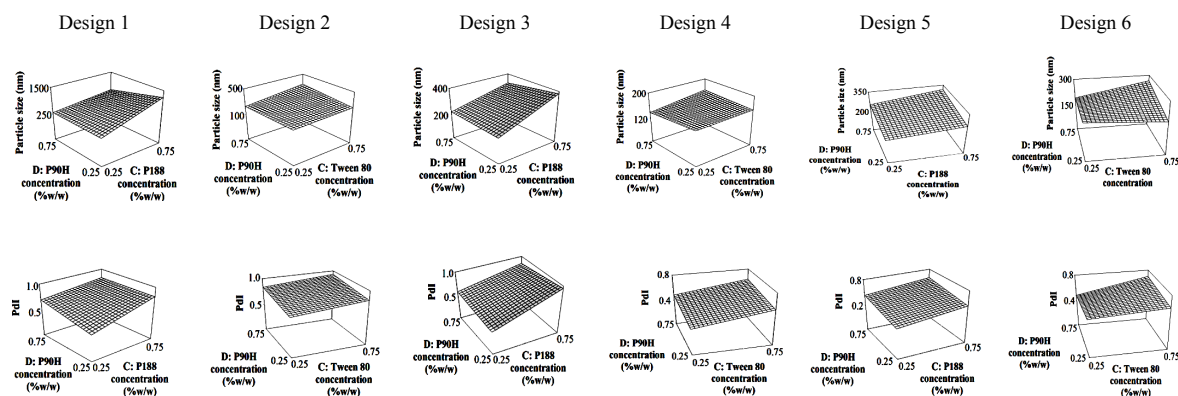 Design 1
Design 2
Design 3
Design 4
Design 5
Design 6
Particle size (nm)
1500
250
0.75
D: P90H
concentration
(%w/w)
0.25
0.25
0.75
C: P188
concentration
(%w/w)
Particle size (nm)
500
100
0.75
D: P90H
concentration
(%w/w)
0.25
0.25
0.75
C: Tween 80
concentration
(%w/w)
Particle size (nm)
400
200
0.75
D: P90H
concentration
(%w/w)
0.25
0.25
0.75
C: P188
concentration
(%w/w)
Particle size (nm)
200
120
0.75
D: P90H
concentration
(%w/w)
0.25
0.25
0.75
C: Tween 80
concentration
(%w/w)
Particle size (nm)
350
200
0.75
D: P90H
concentration
(%w/w)
0.25
0.25
0.75
C: P188
concentration
(%w/w)
Particle size (nm)
300
150
0.75
D: P90H
concentration
(%w/w)
0.25
0.25
0.75
C: Tween 80
concentration
PdI
1.0
0.5
0.75
D: P90H
concentration
(%w/w)
0.25
0.25
0.75
C: P188
concentration
(%w/w)
PdI
1.0
0.5
0.75
D: P90H
concentration
(%w/w)
0.25
0.25
0.75
C: Tween 80
concentration
(%w/w)
PdI
1.0
0.5
0.75
D: P90H
concentration
(%w/w)
0.25
0.25
0.75
C: P188
concentration
(%w/w)
PdI
0.8
0.4
0.75
D: P90H
concentration
(%w/w)
0.25
0.25
0.75
C: Tween 80
concentration
(%w/w)
PdI
0.8
0.2
0.75
D: P90H
concentration
(%w/w)
0.25
0.25
0.75
C: P188
concentration
(%w/w)
PdI
0.8
0.4
0.75
D: P90H
concentration
(%w/w)
0.25
0.25
0.75
C: Tween 80
concentration
(%w/w)